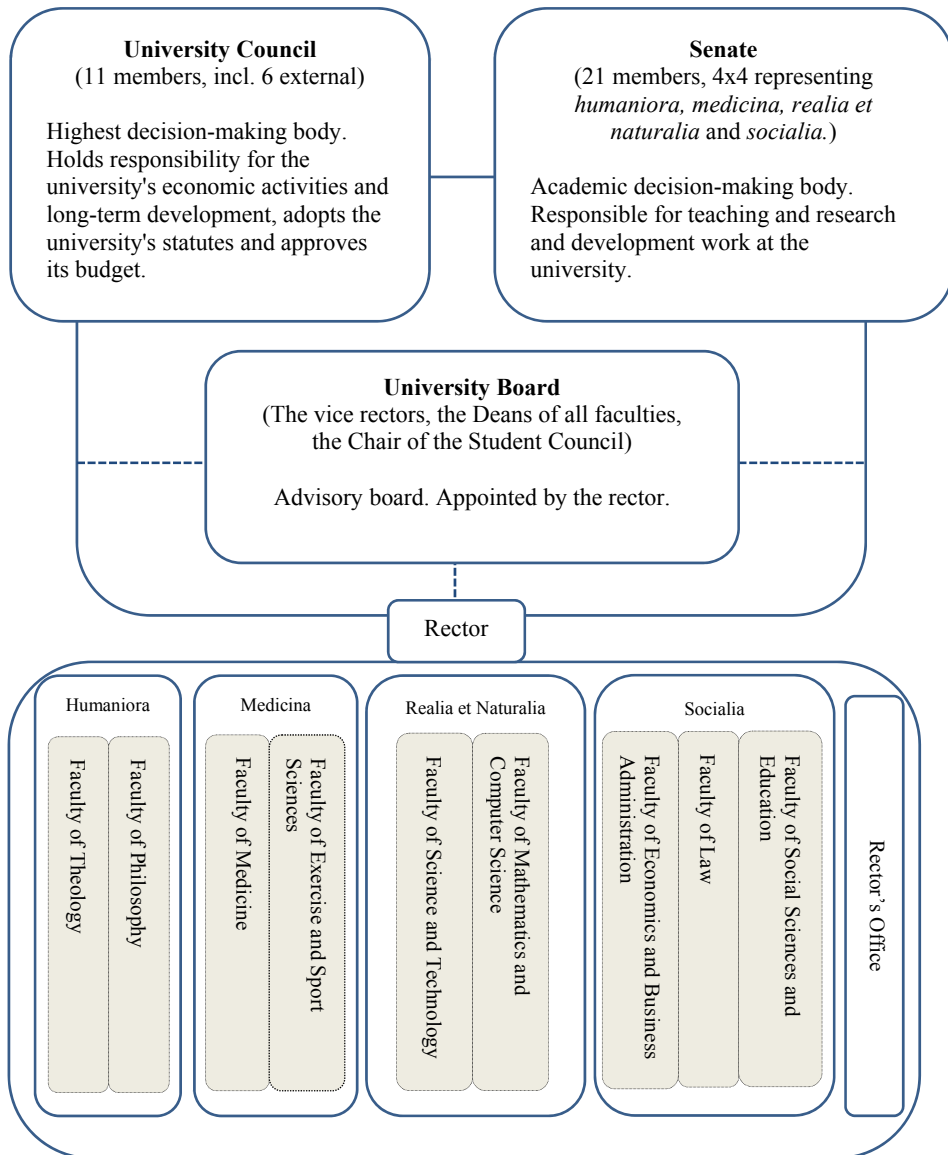 University Council
(11 members, incl. 6 external)
Highest decision-making body.
Holds responsibility for the
university's economic activities and
long-term development, adopts the
university's statutes and approves
its budget.
Senate
(21 members, 4x4 representing
humaniora, medicina, realia et
naturalia and socialia.)
Academic decision-making body.
Responsible for teaching and research
and development work at the
university.
University Board
(The vice rectors, the Deans of all faculties,
the Chair of the Student Council)
Advisory board. Appointed by the rector.
Rector
Humaniora
Faculty of Theology
Faculty of Philosophy
Medicina
Faculty of Medicine
Faculty of Exercise and Sport
Sciences
Realia et Naturalia
Faculty of Science and Technology
Faculty of Mathematics and
Computer Science
Socialia
Faculty of Economics and Business
Administration
Faculty of Law
Faculty of Social Sciences and
Education
Rector’s Office